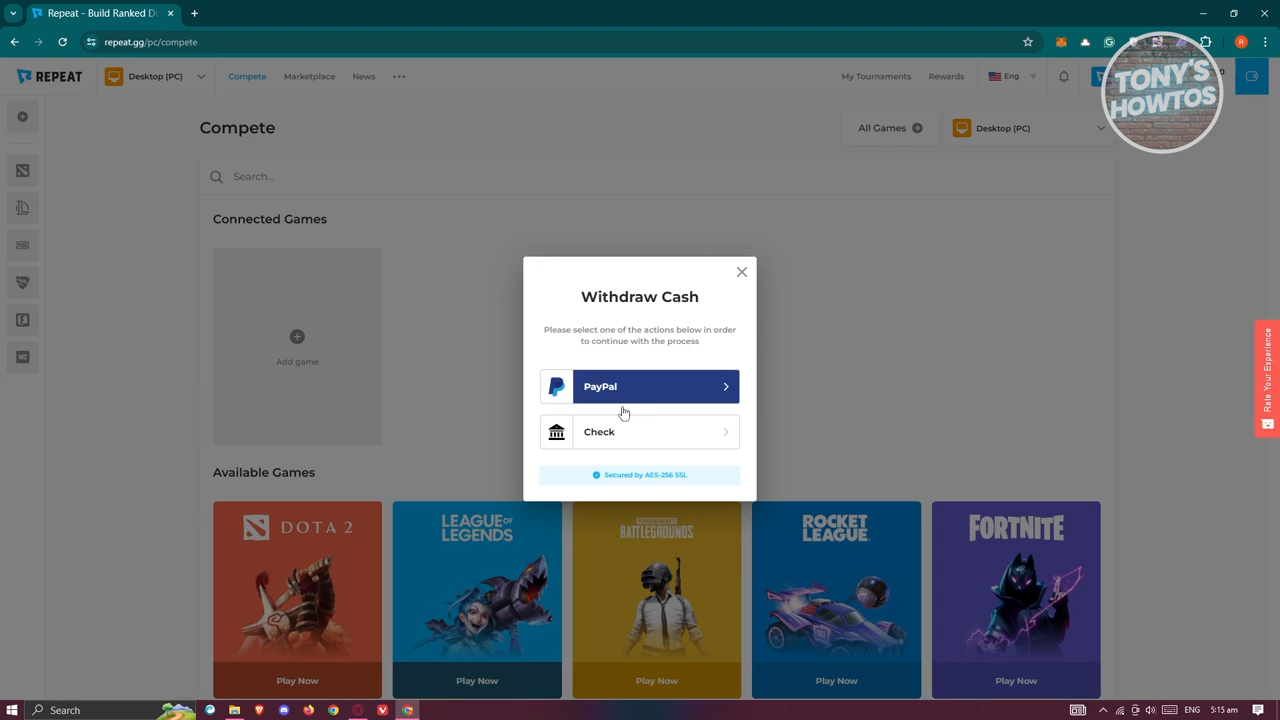 Repeat - Build Ranked Du
repeat.gg/pc/compete
REPEAT
Desktop (PC)
Compete
Marketplace
News
My Tournaments
Rewards
Eng
TONY'S
HOWTOS
Compete
All Games
Desktop (PC)
Search...
Connected Games
Add game
Withdraw Cash
Please select one of the actions below in order
to continue with the process
PayPal
Check
Secured by AES-256 SSL
Rate Your Experience
Available Games
DOTA 2
LEAGUE OF
LEGENDS
PLAYERUNKNOWN'S
BATTLEGROUNDS
ROCKET
LEAGUE
FORTNITE
Play Now
Play Now
Play Now
Play Now
Play Now
Search
ENG
5:15 am